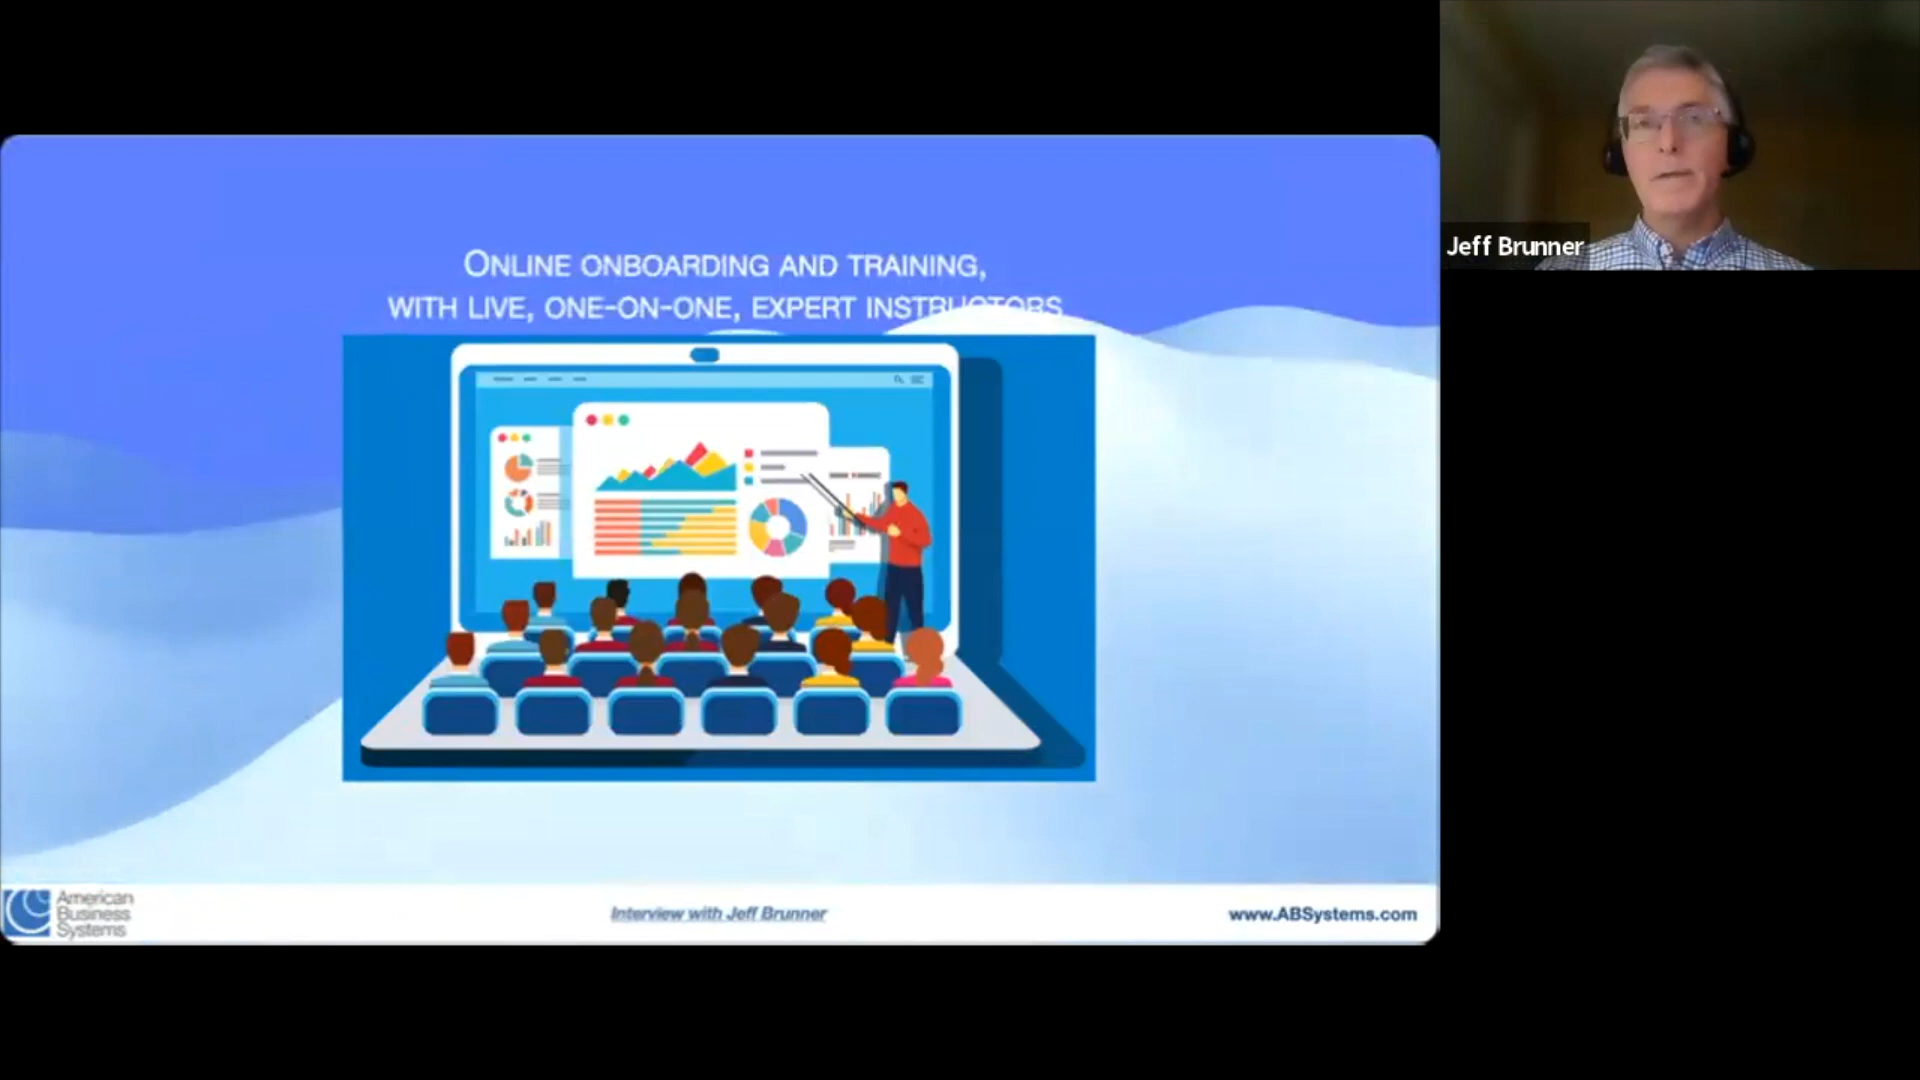 ONLINE ONBOARDING AND TRAINING,
WITH LIVE, ONE-ON-ONE, EXPERT INSTRUCTORS
Jeff Brunner
American
Business
Systems
Interview with Jeff Brunner
www.ABSystems.com